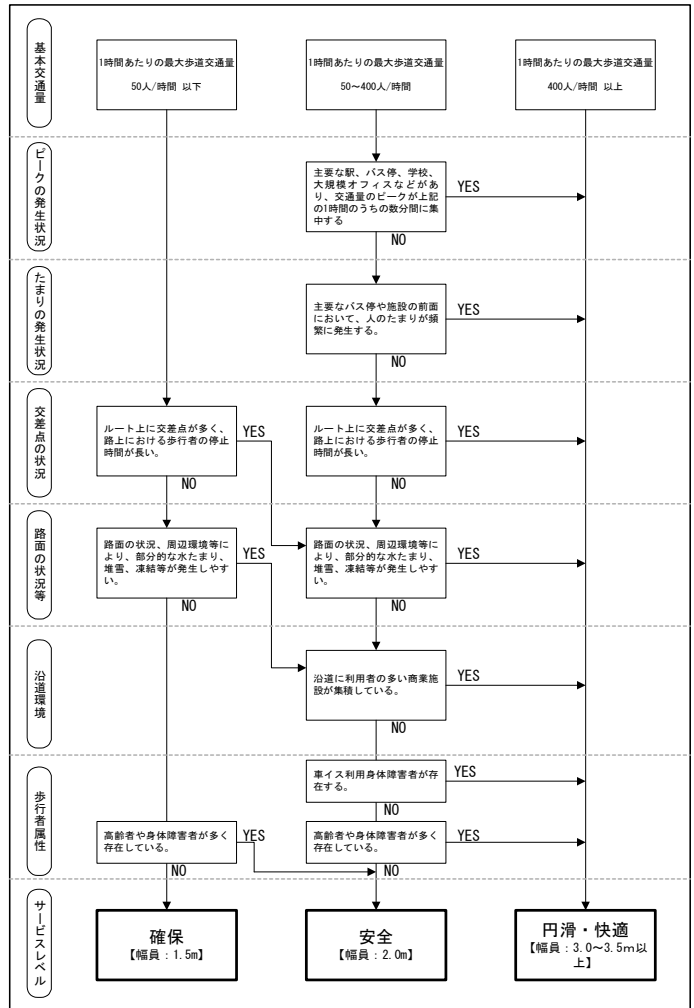 基本交通量
1時間あたりの最大歩道交通量
50人/時間 以下
1時間あたりの最大歩道交通量
50～400人/時間
1時間あたりの最大歩道交通量
400人/時間 以上
ピークの発生状況
主要な駅、バス停、学校、
大規模オフィスなどがあ
り、交通量のピークが上記
の1時間のうちの数分間に集
中する
YES
NO
たまりの発生状況
主要なバス停や施設の前面
において、人のたまりが頻
繁に発生する。
YES
NO
交差点の状況
ルート上に交差点が多く、
路上における歩行者の停止
時間が長い。
YES
NO
ルート上に交差点が多く、
路上における歩行者の停止
時間が長い。
YES
NO
路面の状況等
路面の状況、周辺環境等に
より、部分的な水たまり、
堆雪、凍結等が発生しやす
い。
YES
NO
路面の状況、周辺環境等に
より、部分的な水たまり、
堆雪、凍結等が発生しやす
い。
YES
NO
沿道環境
沿道に利用者の多い商業施
設が集積している。
YES
NO
歩行者属性
車イス利用身体障害者が存
在する。
YES
NO
高齢者や身体障害者が多く
存在している。
YES
NO
高齢者や身体障害者が多く
存在している。
YES
NO
サービスレベル
確保
【幅員：1.5m】
安全
【幅員：2.0m】
円滑・快適
【幅員：3.0～3.5m以
上】